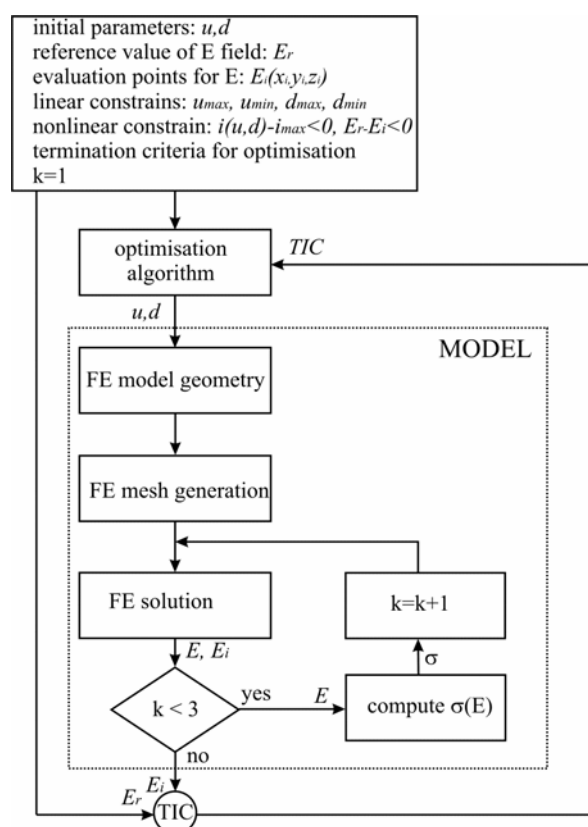 initial parameters: u,d
reference value of E field: Er
evaluation points for E: Ei(xi,yi,zi)
linear constrains: umax, umin, dmax, dmin
nonlinear constrain: i(u,d)-imax<0, Er-Ei<0
termination criteria for optimisation
k=1
optimisation
algorithm
TIC
u,d
MODEL
FE model geometry
FE mesh generation
FE solution
k=k+1
E, Ei
σ
k < 3
yes
E
compute σ(E)
no
Er
Ei
TIC